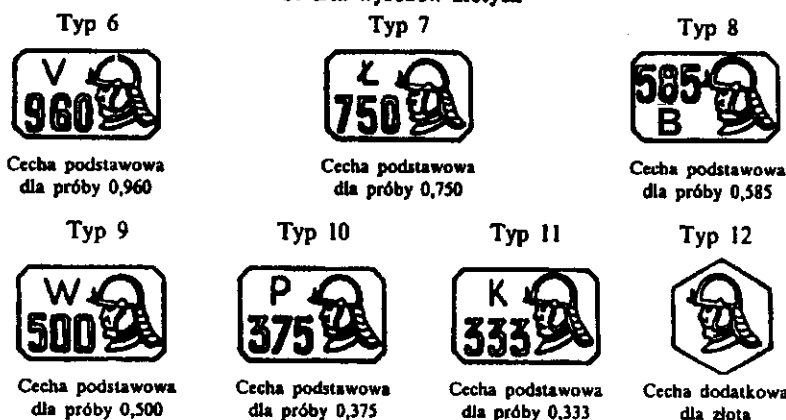 Typ 6
Typ 7
Typ 8
V
960
Ł
750
585
B
Cecha podstawowa
dla próby 0,960
Cecha podstawowa
dla próby 0,750
Cecha podstawowa
dla próby 0,585
Typ 9
Typ 10
Typ 11
Typ 12
W
500
P
375
K
333
Cecha podstawowa
dla próby 0,500
Cecha podstawowa
dla próby 0,375
Cecha podstawowa
dla próby 0,333
Cecha dodatkowa
dla złota